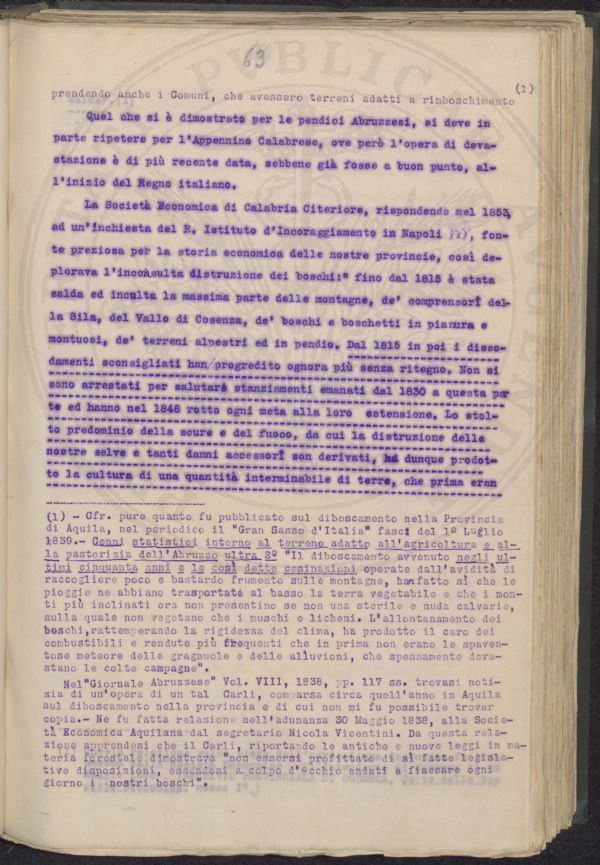 63
prendendo anche i Comuni, che avessero terreni adatti a rimboschimento (1)
Quel che si è dimostrato per le pendici Abruzzesi, si deve in
parte ripetere per l'Appennino Calabrese, ove però l'opera di deva-
stazione è di più recente data, sebbene già fosse a buon punto, al-
l'inizio del Regno italiano.
La Società Economica di Calabria Citeriore, rispondendo nel 1853,
ad un'inchiesta del R. Istituto d'Incoraggiamento in Napoli (1), fon-
te preziosa per la storia economica delle nostre provincie, così de-
plorava l'inconsulta distruzione dei boschi:" fino dal 1815 è stata
salda ed inculta la massima parte delle montagne, de' comprensorî del-
la Sila, del Vallo di Cosenza, de' boschi e boschetti in pianura e
montuosi, de' terreni alpestri ed in pendio. Dal 1815 in poi i disso-
damenti sconsigliati han progredito ognora più senza ritegno. Non si
sono arrestati per salutarè stanziamenti emanati dal 1830 a questa par
te ed hanno nel 1848 rotto ogni meta alla loro estensione. Lo stol-
to predominio della scure e del fuoco, da cui la distruzione delle
nostre selve e tanti danni accessorî son derivati, ha dunque prodot-
to la cultura di una quantità interminabile di terre, che prima eran
(1) - Cfr. pure quanto fu pubblicato sul diboscamento nella Provincia
di Aquila, nel periodico il "Gran Sasso d'Italia" fasc. del 1º Luglio
1839.- Cenni statistici intorno al terreno adatto all'agricoltura e al-
la pastorizia dell'Abruzzo ultra 2º "Il diboscamento avvenuto negli ul-
timi cinquanta anni e le così dette cesinazioni operate dall'avidità di
raccogliere poco e bastardo frumento sulle montagne, han fatto sì che le
pioggie ne abbiano trasportato al basso la terra vegetabile e che i mon-
ti più inclinati ora non presentino se non una sterile e nuda calvarie,
sulla quale non vegetano che i muschi e licheni. L'allontanamento dei
boschi, rattemperando la rigidezza del clima, ha prodotto il caro dei
combustibili e rendute più frequenti che in prima non erano le spaven-
tose meteore delle gragnuole e delle alluvioni, che spessamente deva-
stano le colte campagne".
Nel "Giornale Abruzzese" Vol. VIII, 1838, pp. 117 ss. trovasi noti-
zia di un'opera di un tal Carli, comparsa circa quell'anno in Aquila
sul diboscamento nella provincia e di cui non mi fu possibile trovar
copia.- Ne fu fatta relazione nell'adunanza 30 Maggio 1838, alla Socie-
tà Economica Aquilana dal segretario Nicola Vicentini. Da questa rela-
zione apprendesi che il Carli, riportando le antiche e nuove leggi in ma-
teria forestale dimostrava "non essersi profittato di sì fatte legisla-
tive disposizioni, essendosi a colpo d'occhio andati a fiaccare ogni
giorno i nostri boschi".